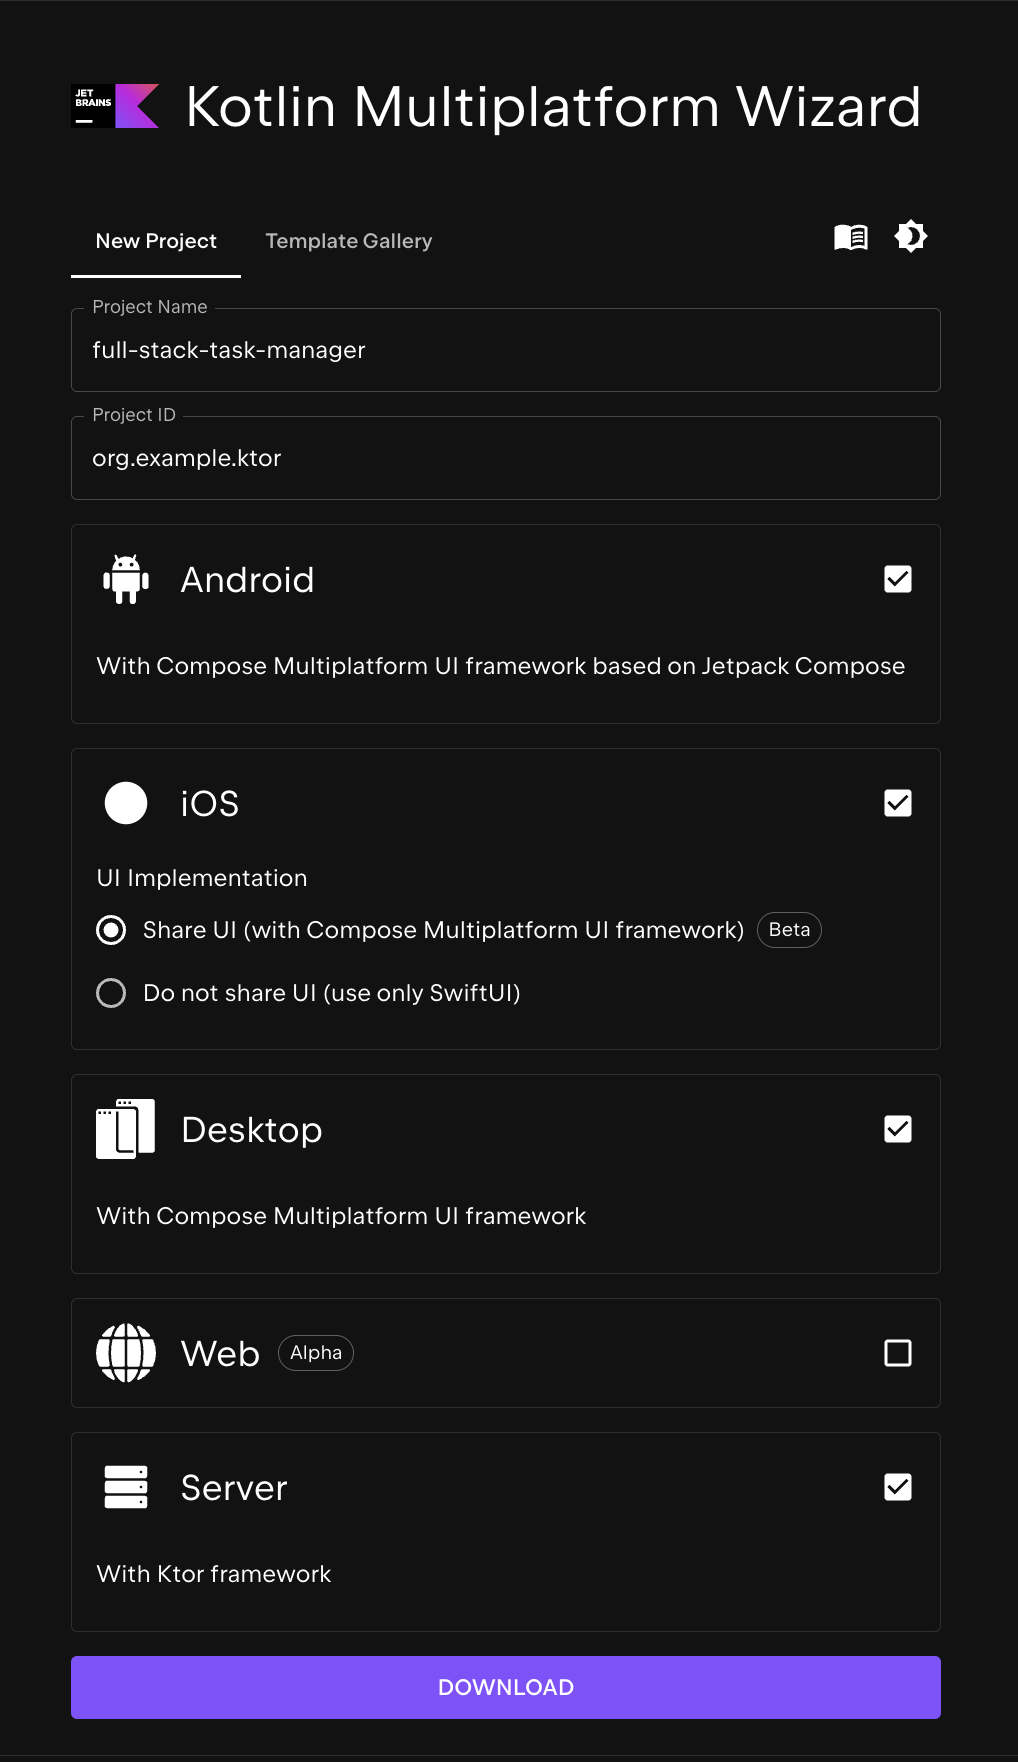 JET
BRAINS
Kotlin Multiplatform Wizard
New Project
Template Gallery
Project Name
full-stack-task-manager
Project ID
org.example.ktor
Android
With Compose Multiplatform UI framework based on Jetpack Compose
iOS
UI Implementation
Share UI (with Compose Multiplatform UI framework) Beta
Do not share UI (use only SwiftUI)
Desktop
With Compose Multiplatform UI framework
Web Alpha
Server
With Ktor framework
DOWNLOAD